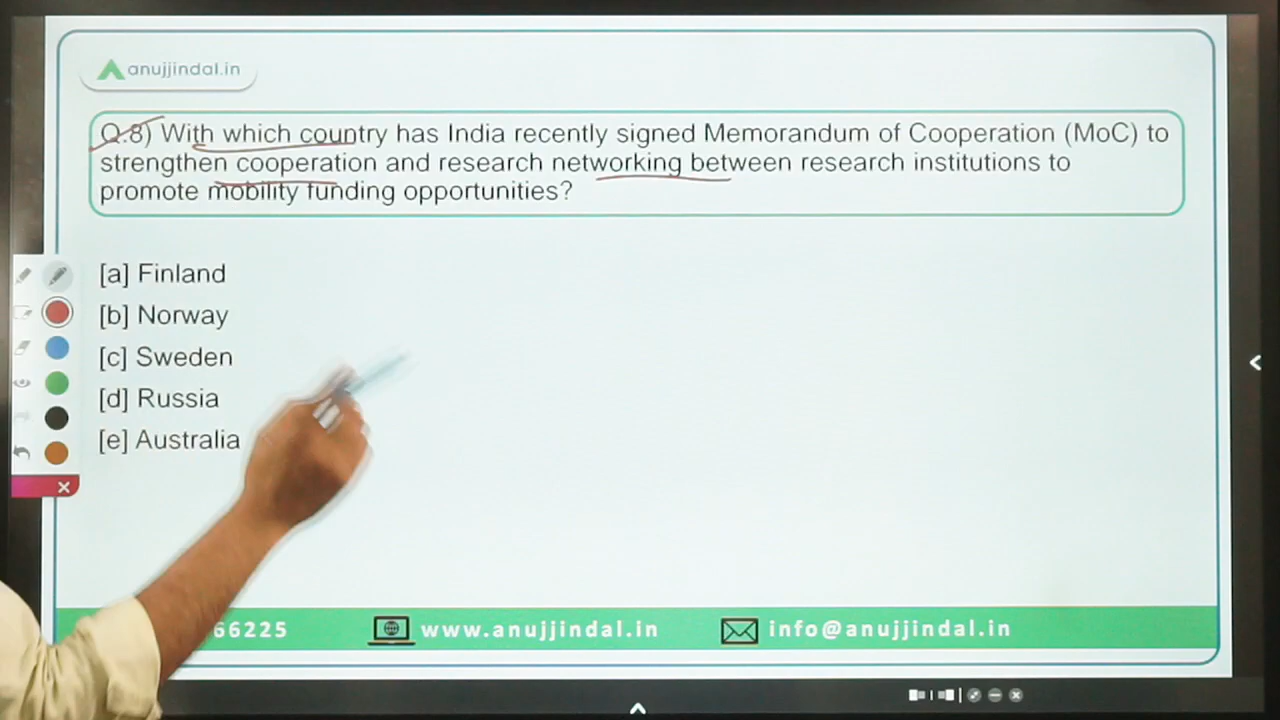 anujjindal.in
Q.8) With which country has India recently signed Memorandum of Cooperation (MoC) to
strengthen cooperation and research networking between research institutions to
promote mobility funding opportunities?
[a] Finland
[b] Norway
[c] Sweden
[d] Russia
[e] Australia
66225
www.anujjindal.in
info@anujjindal.in